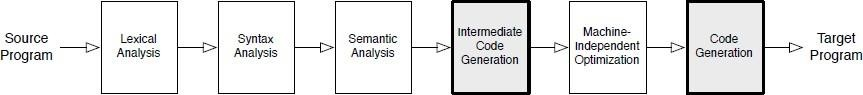 Source
Program
Lexical
Analysis
Syntax
Analysis
Semantic
Analysis
Intermediate
Code
Generation
Machine-
Independent
Optimization
Code
Generation
Target
Program